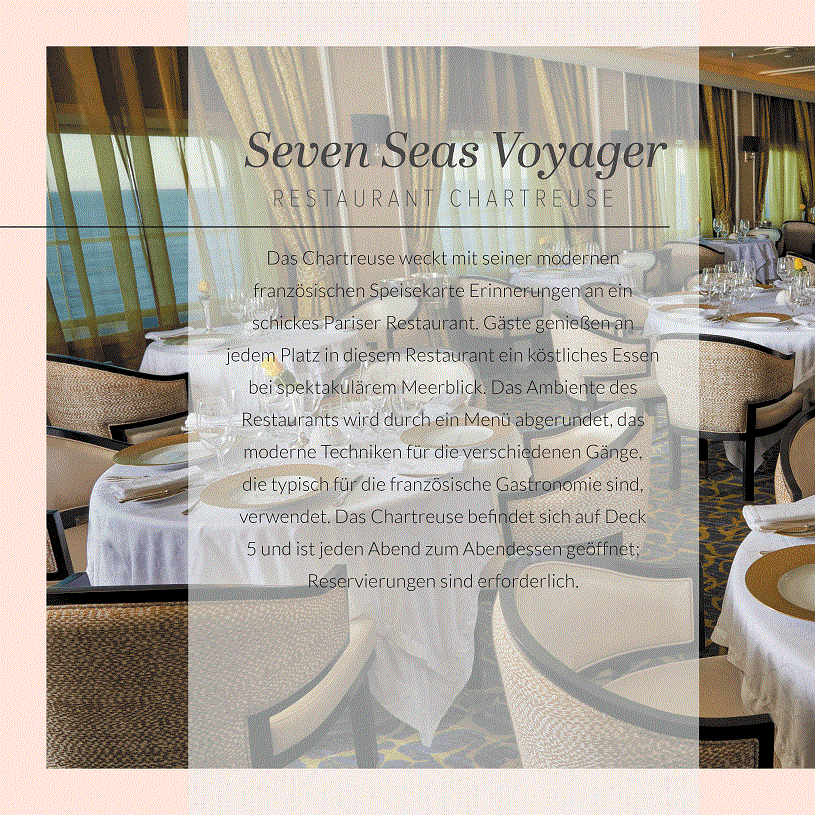 Seven Seas Voyager
RESTAURANT CHARTREUSE
Das Chartreuse weckt mit seiner modernen
französischen Speisekarte Erinnerungen an ein
schickes Pariser Restaurant. Gäste genießen an
jedem Platz in diesem Restaurant ein köstliches Essen
bei spektakulärem Meerblick. Das Ambiente des
Restaurants wird durch ein Menü abgerundet, das
moderne Techniken für die verschiedenen Gänge,
die typisch für die französische Gastronomie sind,
verwendet. Das Chartreuse befindet sich auf Deck
5 und ist jeden Abend zum Abendessen geöffnet;
Reservierungen sind erforderlich.